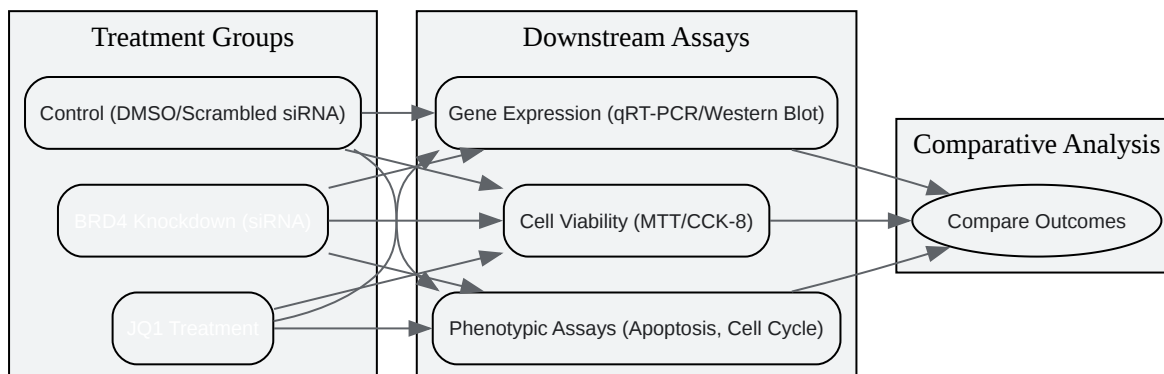 Treatment Groups
Control (DMSO/Scrambled siRNA)
BRD4 Knockdown (siRNA)
JQ1 Treatment
Downstream Assays
Gene Expression (qRT-PCR/Western Blot)
Cell Viability (MTT/CCK-8)
Phenotypic Assays (Apoptosis, Cell Cycle)
Comparative Analysis
Compare Outcomes